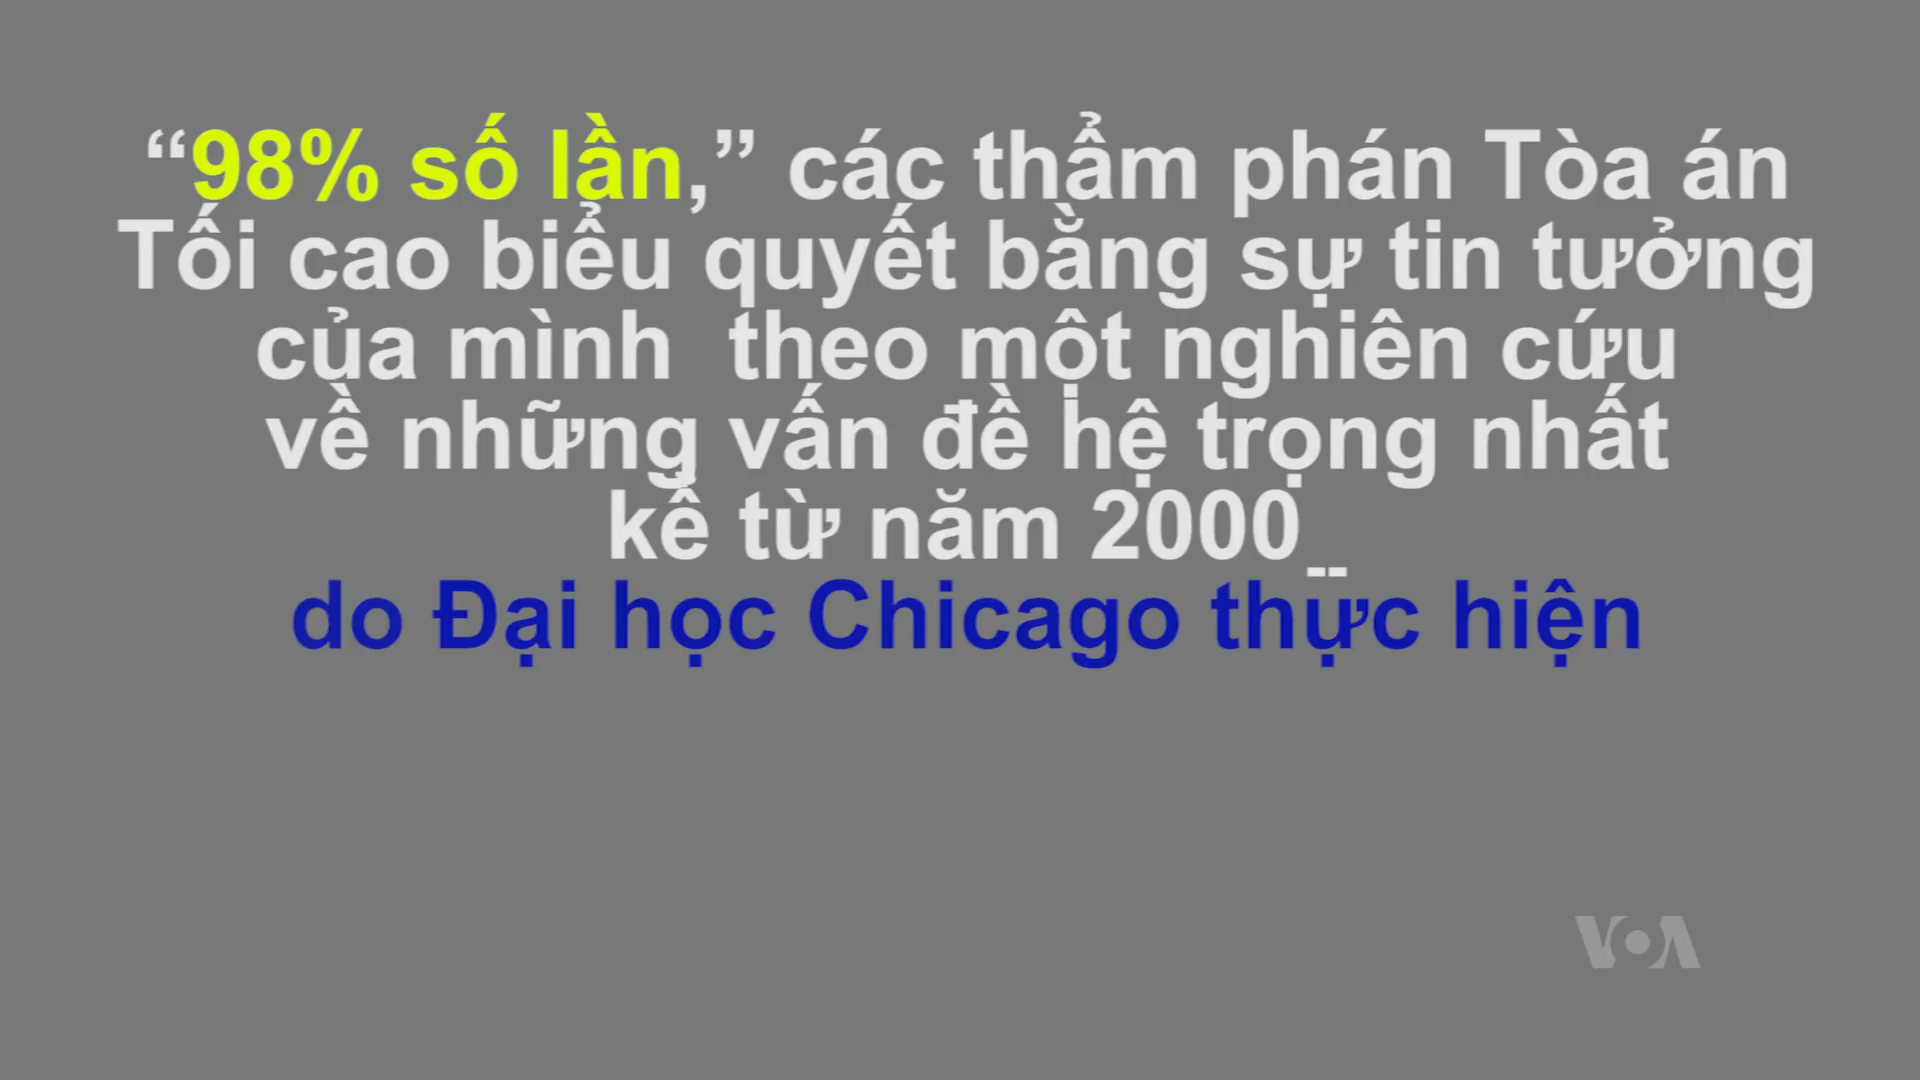 “98% số lần,” các thẩm phán Tòa án
Tối cao biểu quyết bằng sự tin tưởng
của mình  theo một nghiên cứu
về những vấn đề hệ trọng nhất
kể từ năm 2000 --
do Đại học Chicago thực hiện
VOA